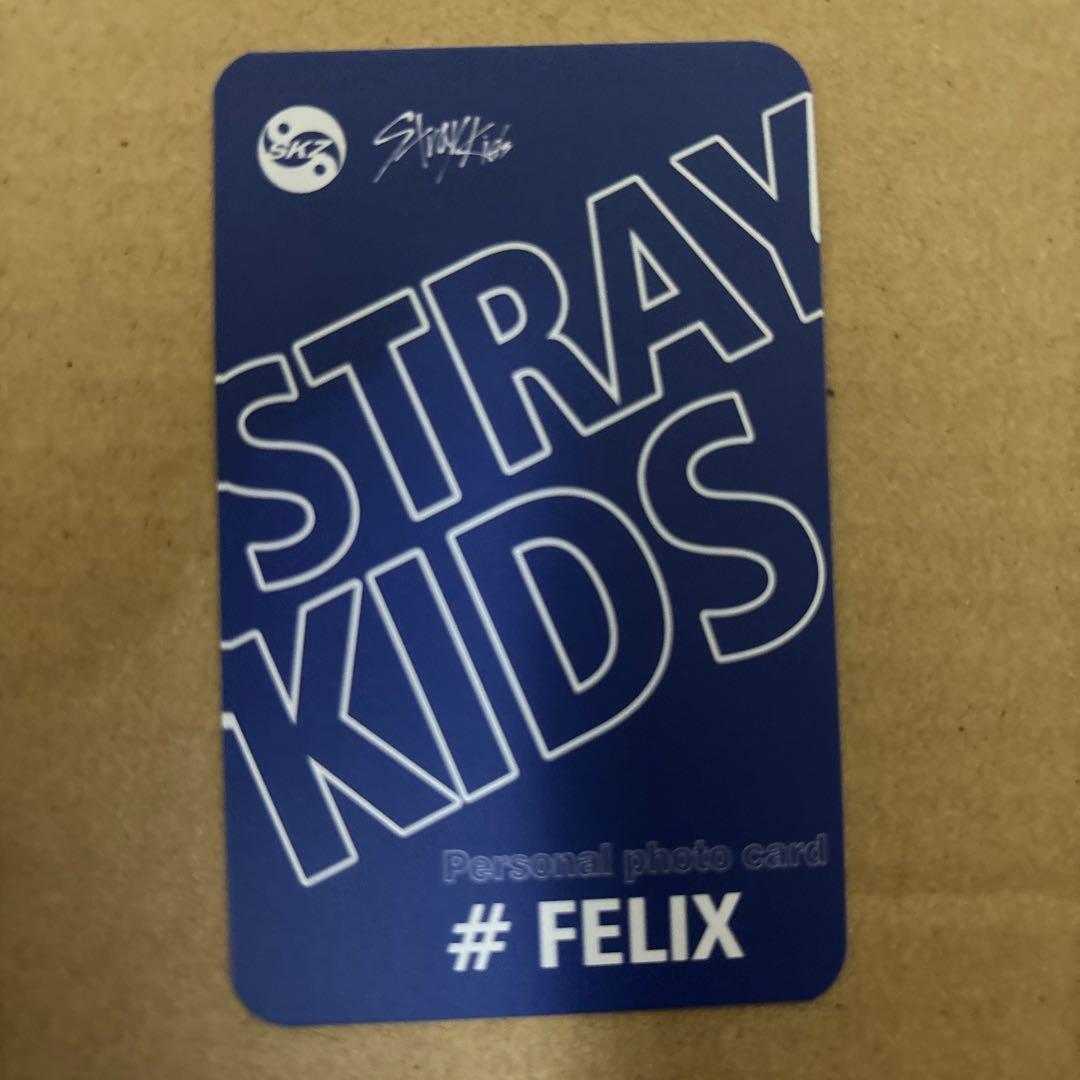 SKZ
StrayKids
STRAY
KIDS
Personal photo card
# FELIX